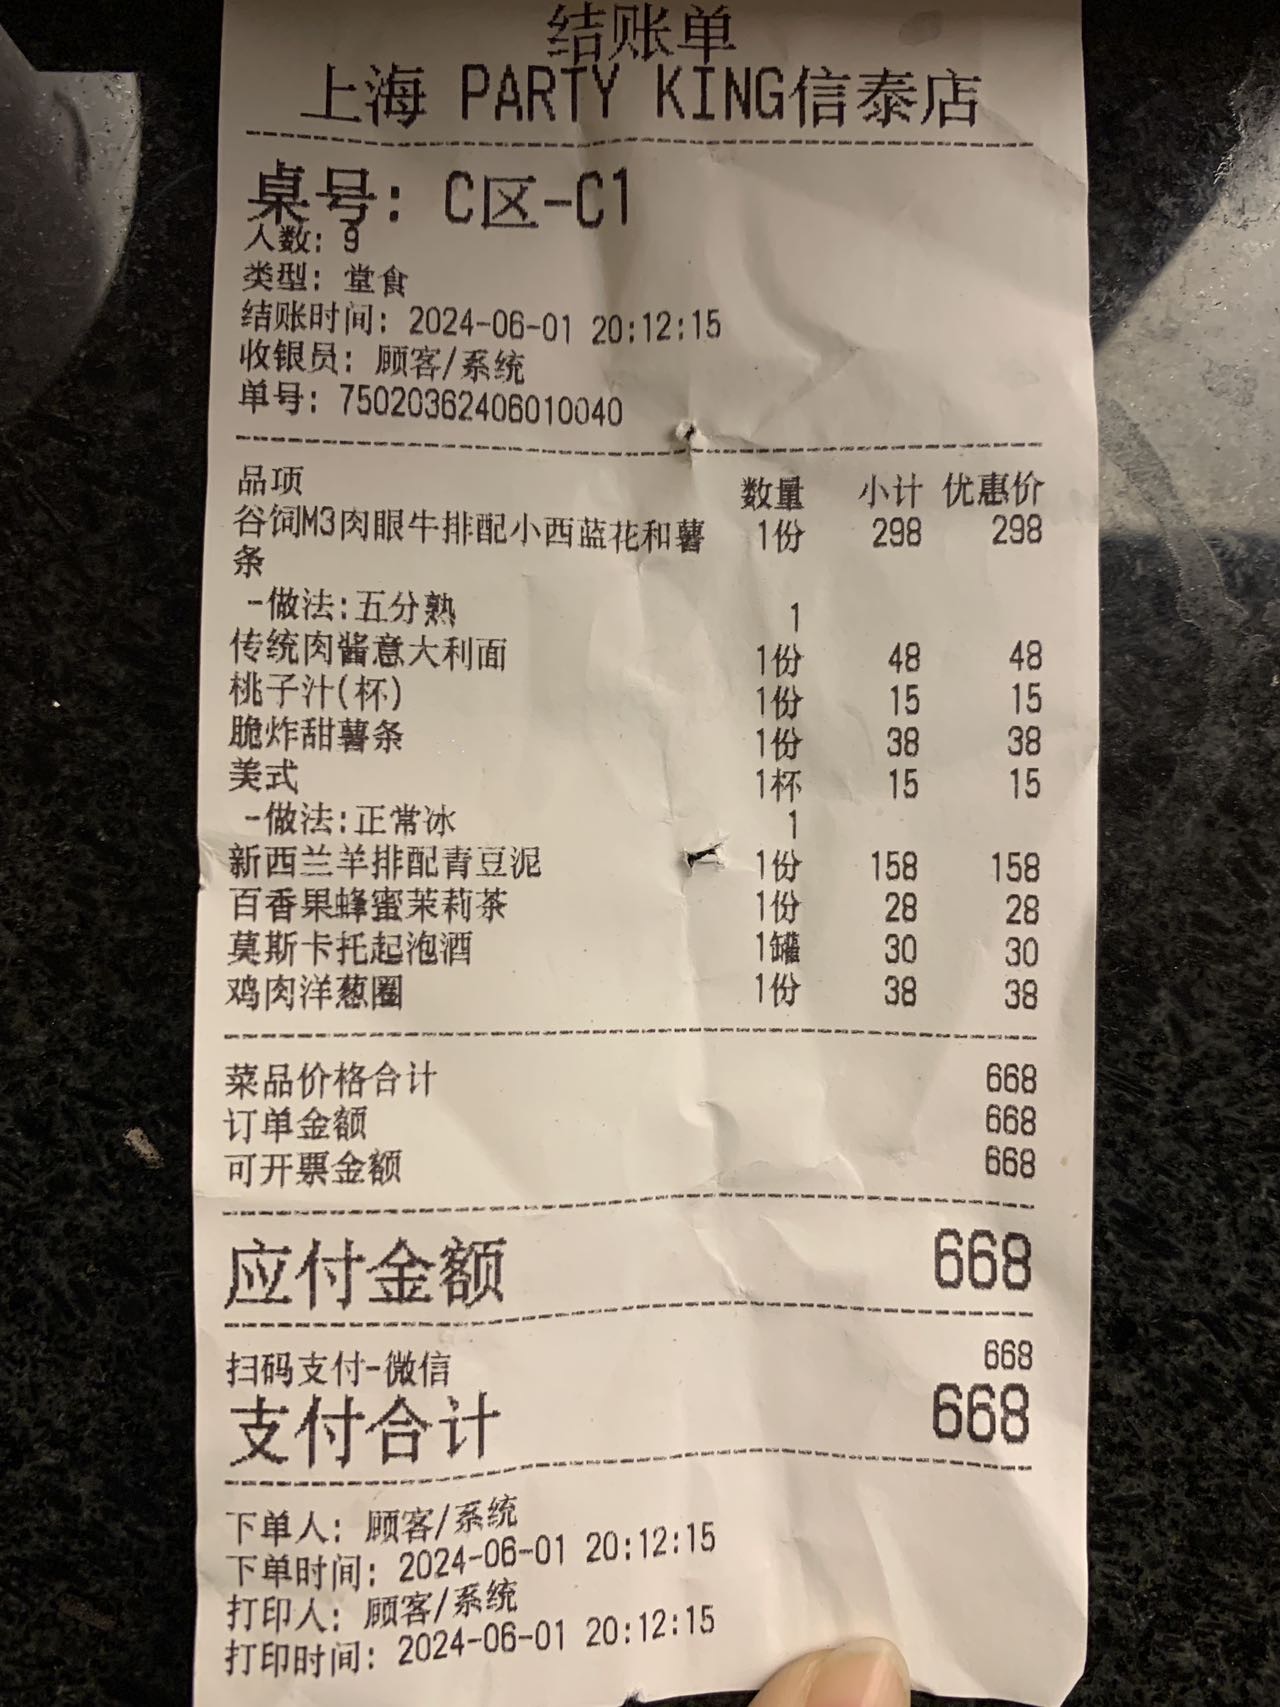 结账单
上海 PARTY KING信泰店
桌号: C区-C1
人数: 9
类型: 堂食
结账时间: 2024-06-01 20:12:15
收银员: 顾客/系统
单号: 75020362406010040
品项 数量 小计 优惠价
谷饲M3肉眼牛排配小西蓝花和薯 1份 298 298
条
-做法:五分熟 1
传统肉酱意大利面 1份 48 48
桃子汁(杯) 1份 15 15
脆炸甜薯条 1份 38 38
美式 1杯 15 15
-做法:正常冰 1
新西兰羊排配青豆泥 1份 158 158
百香果蜂蜜茉莉茶 1份 28 28
莫斯卡托起泡酒 1罐 30 30
鸡肉洋葱圈 1份 38 38
菜品价格合计 668
订单金额 668
可开票金额 668
应付金额 668
扫码支付-微信 668
支付合计 668
下单人: 顾客/系统
下单时间: 2024-06-01 20:12:15
打印人: 顾客/系统
打印时间: 2024-06-01 20:12:15